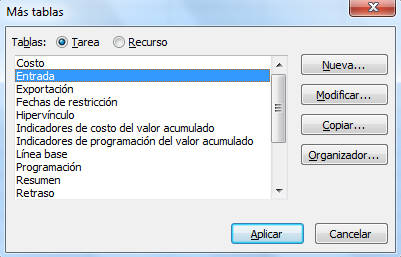 Más tablas
Tablas: Tarea Recurso
Costo
Entrada
Exportación
Fechas de restricción
Hipervínculo
Indicadores de costo del valor acumulado
Indicadores de programación del valor acumulado
Línea base
Programación
Resumen
Retraso
Nueva...
Modificar...
Copiar...
Organizador...
Aplicar Cancelar